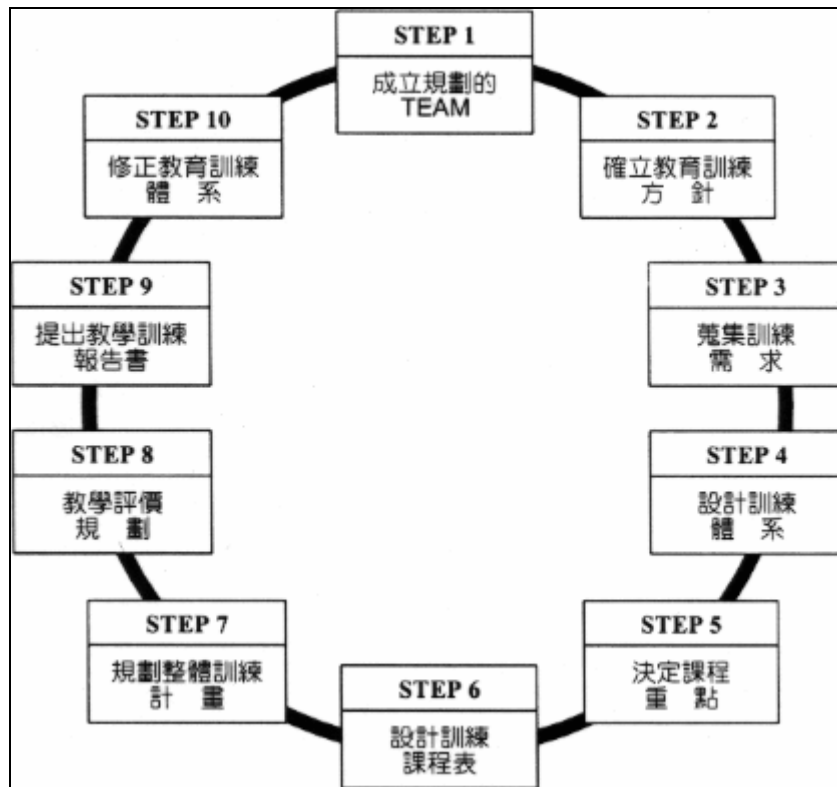 STEP 1
成立規劃的
TEAM
STEP 2
確立教育訓練
方 針
STEP 3
蒐集訓練
需 求
STEP 4
設計訓練
體 系
STEP 5
決定課程
重 點
STEP 6
設計訓練
課程表
STEP 7
規劃整體訓練
計 畫
STEP 8
教學評價
規 劃
STEP 9
提出教學訓練
報告書
STEP 10
修正教育訓練
體 系